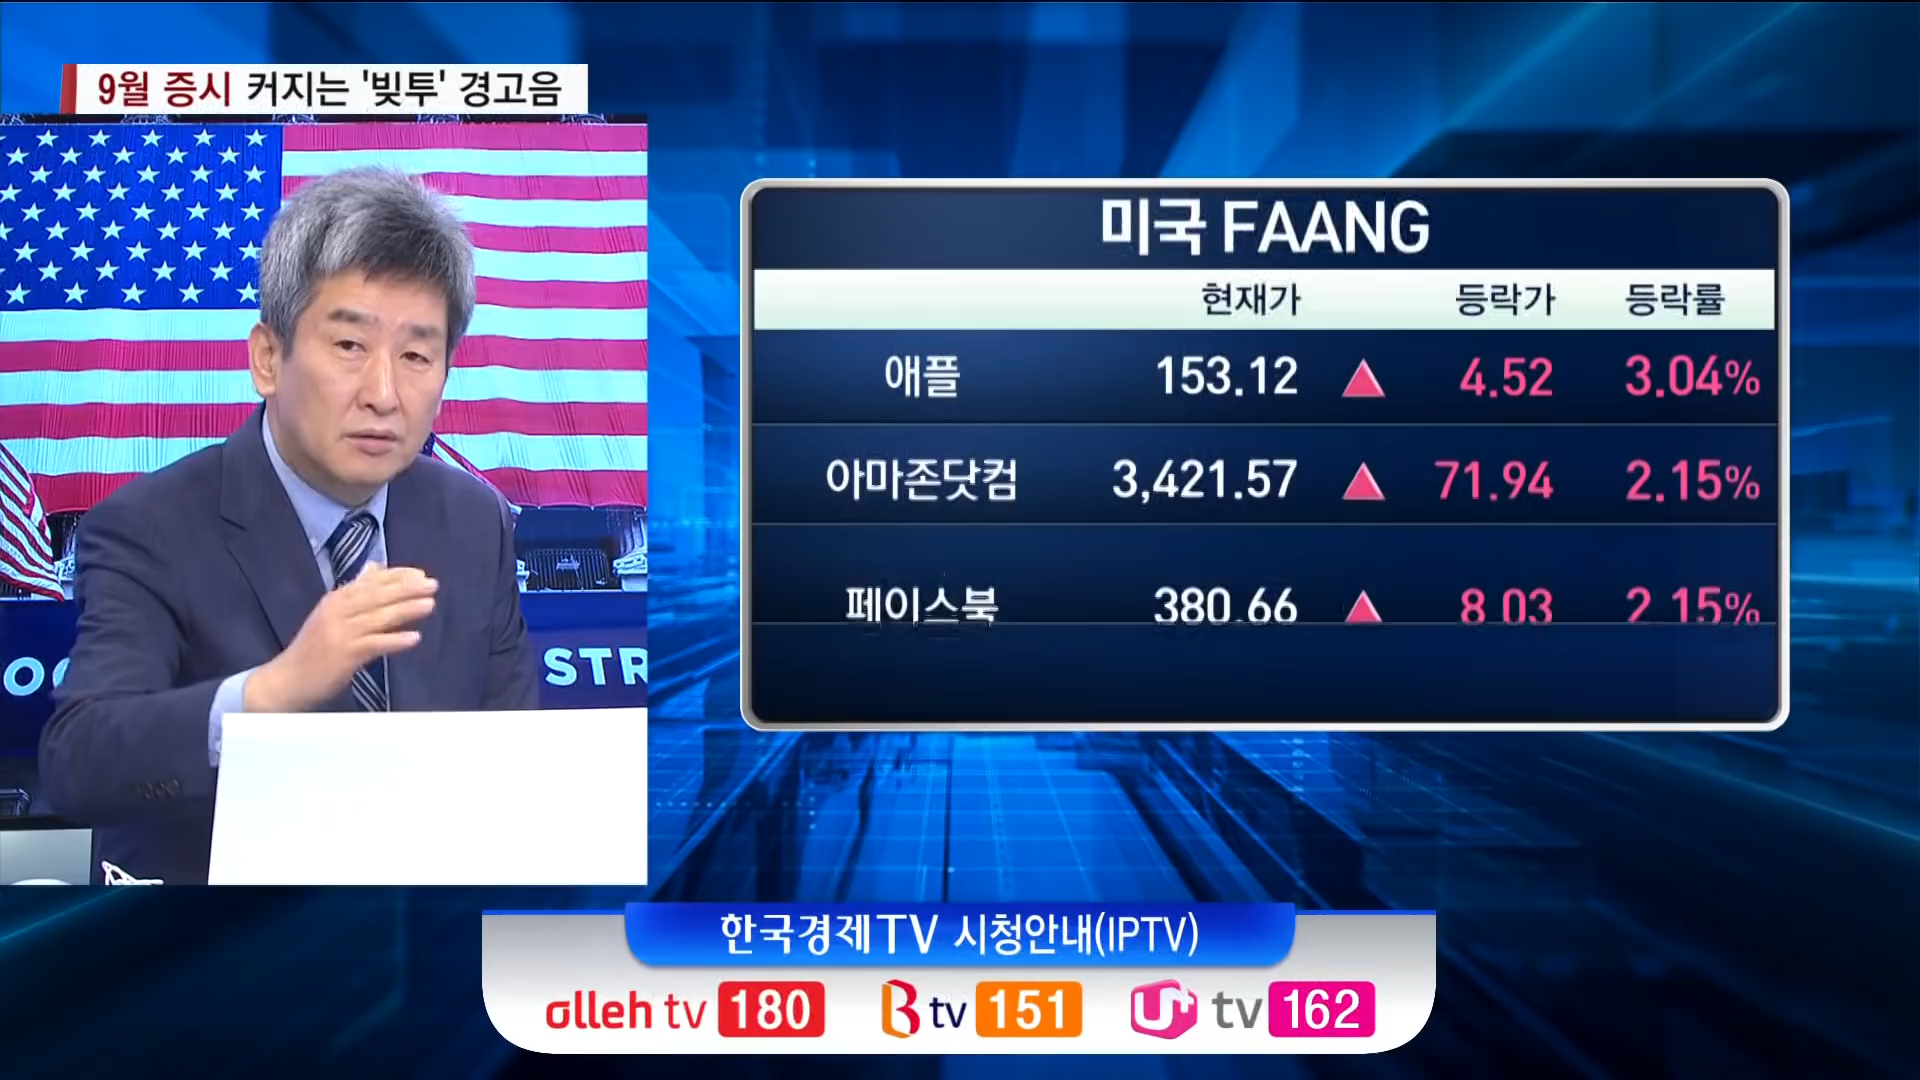 9월 증시 커지는 '빚투' 경고음
미국 FAANG
현재가 등락가 등락률
애플 153.12 ▲ 4.52 3.04%
아마존닷컴 3,421.57 ▲ 71.94 2.15%
페이스북 380.66 ▲ 8.03 2.15%
STR
한국경제TV 시청안내(IPTV)
olleh tv 180 B tv 151 U+ tv 162